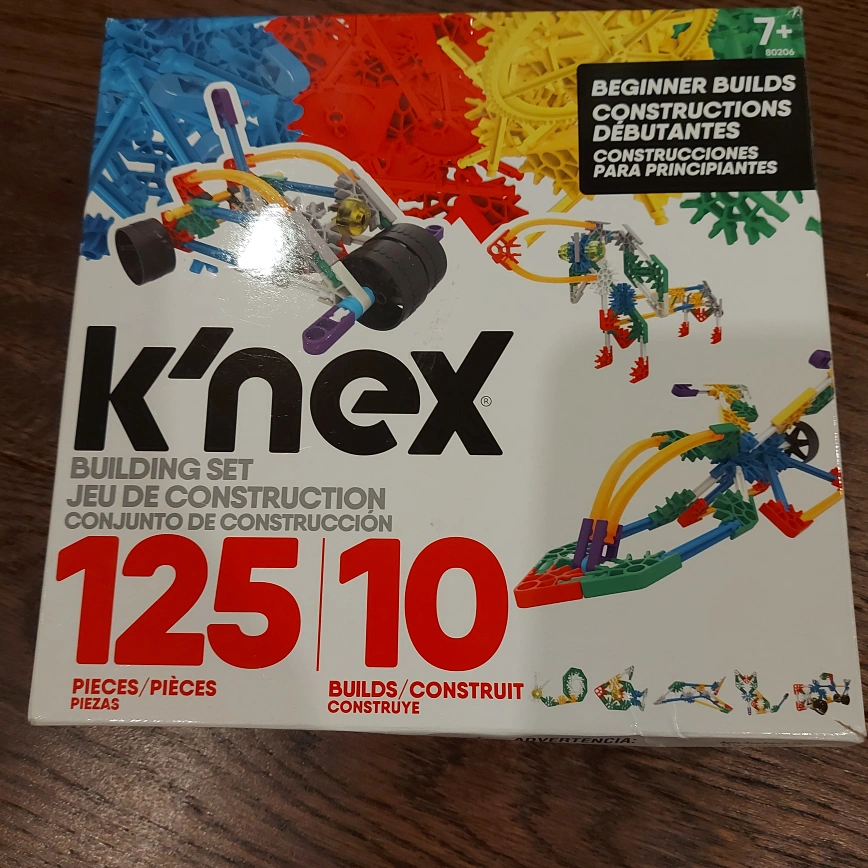 7+
80206
BEGINNER BUILDS
CONSTRUCTIONS
DÉBUTANTES
CONSTRUCCIONES
PARA PRINCIPIANTES
k'nex®
BUILDING SET
JEU DE CONSTRUCTION
CONJUNTO DE CONSTRUCCIÓN
125
PIECES/PIÈCES
PIEZAS
10
BUILDS/CONSTRUIT
CONSTRUYE
ADVERTENCIA: